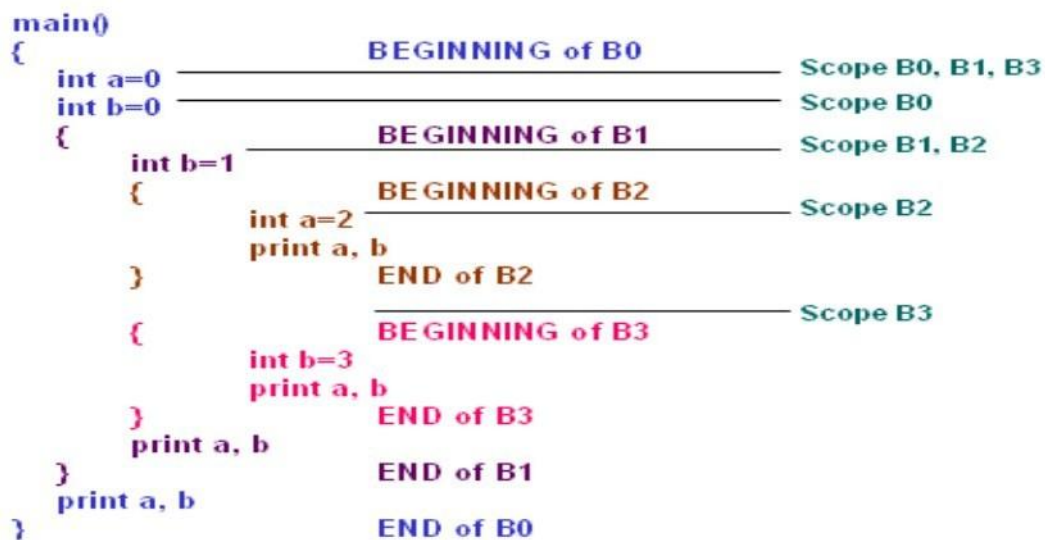 main()
{ BEGINNING of B0
int a=0 Scope B0, B1, B3
int b=0 Scope B0
{ BEGINNING of B1
int b=1 Scope B1, B2
{ BEGINNING of B2
int a=2 Scope B2
print a, b
} END of B2
Scope B3
{ BEGINNING of B3
int b=3
print a, b
} END of B3
print a, b
} END of B1
print a, b
} END of B0